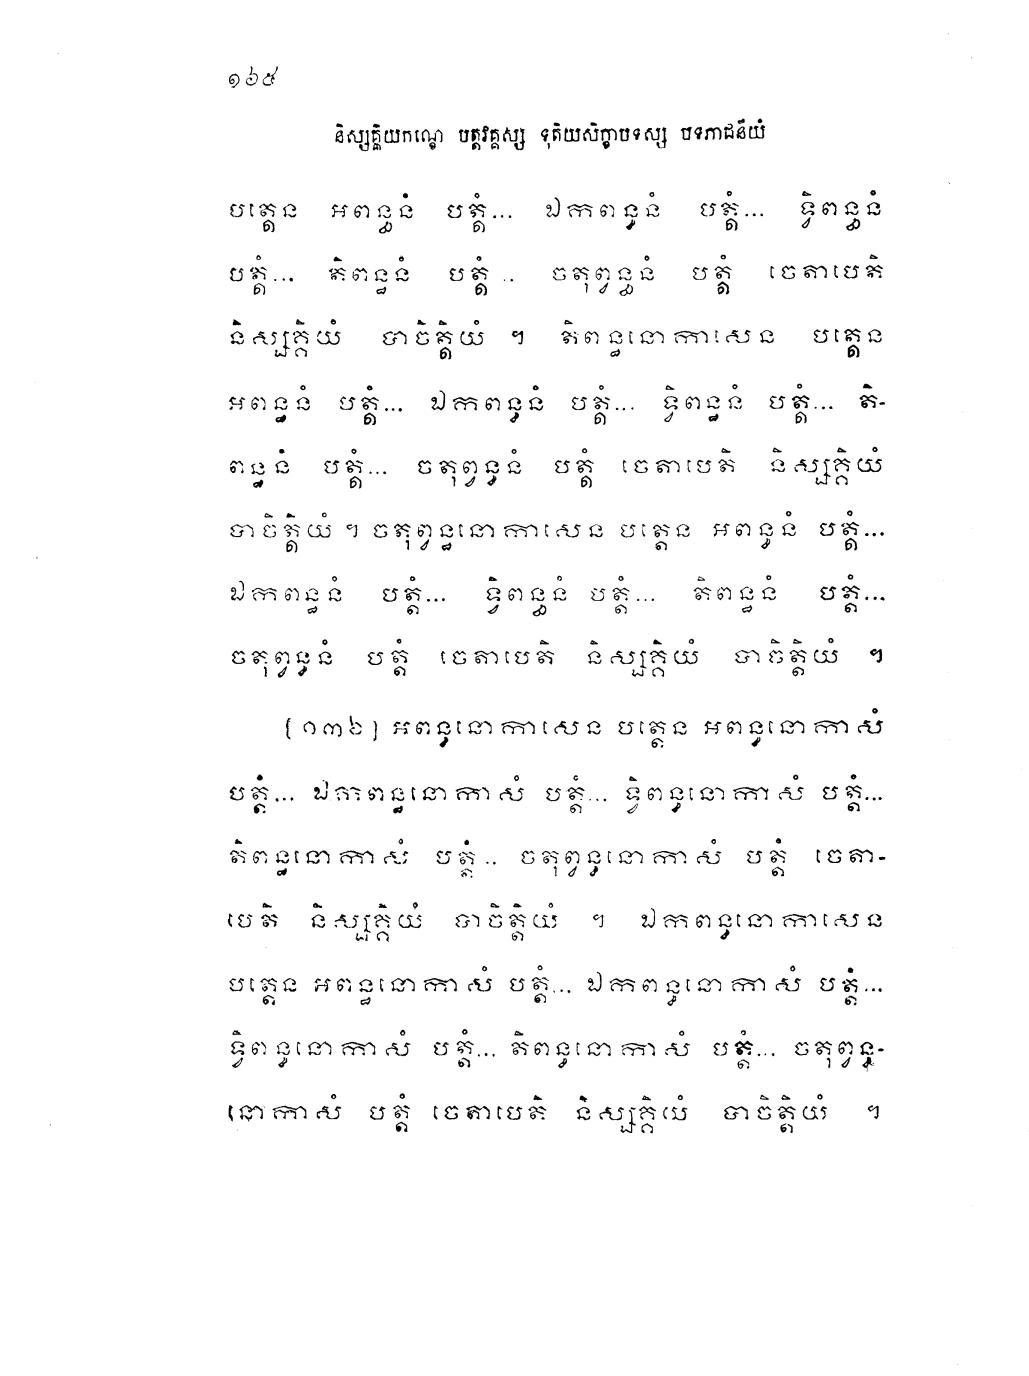 ១៦៥
និស្សគ្គិយកណ្ឌេ បត្តវគ្គស្ស ទុតិយសិក្ខាបទស្ស បទភាជនីយំ
បត្តេន អពន្ធនំ បត្តំ... ឯកពន្ធនំ បត្តំ... ទ្វិពន្ធនំ
បត្តំ... តិពន្ធនំ បត្តំ .. ចតុព្វន្ធនំ បត្តំ ចេតាបេតិ
និស្សគ្គិយំ បាចិត្តិយំ ។ តិពន្ធនោកាសេន បត្តេន
អពន្ធនំ បត្តំ... ឯកពន្ធនំ បត្តំ... ទ្វិពន្ធនំ បត្តំ... តិ-
ពន្ធនំ បត្តំ... ចតុព្វន្ធនំ បត្តំ ចេតាបេតិ និស្សគ្គិយំ
បាចិត្តិយំ ។ ចតុព្វន្ធនោកាសេន បត្តេន អពន្ធនំ បត្តំ...
ឯកពន្ធនំ បត្តំ... ទ្វិពន្ធនំ បត្តំ... តិពន្ធនំ បត្តំ...
ចតុព្វន្ធនំ បត្តំ ចេតាបេតិ និស្សគ្គិយំ បាចិត្តិយំ ។
[១៣៦] អពន្ធនោកាសេន បត្តេន អពន្ធនោកាសំ
បត្តំ... ឯកពន្ធនោកាសំ បត្តំ... ទ្វិពន្ធនោកាសំ បត្តំ...
តិពន្ធនោកាសំ បត្តំ .. ចតុព្វន្ធនោកាសំ បត្តំ ចេតា-
បេតិ និស្សគ្គិយំ បាចិត្តិយំ ។ ឯកពន្ធនោកាសេន
បត្តេន អពន្ធនោកាសំ បត្តំ... ឯកពន្ធនោកាសំ បត្តំ...
ទ្វិពន្ធនោកាសំ បត្តំ... តិពន្ធនោកាសំ បត្តំ... ចតុព្វន្ធ-
នោកាសំ បត្តំ ចេតាបេតិ និស្សគ្គិយំ បាចិត្តិយំ ។